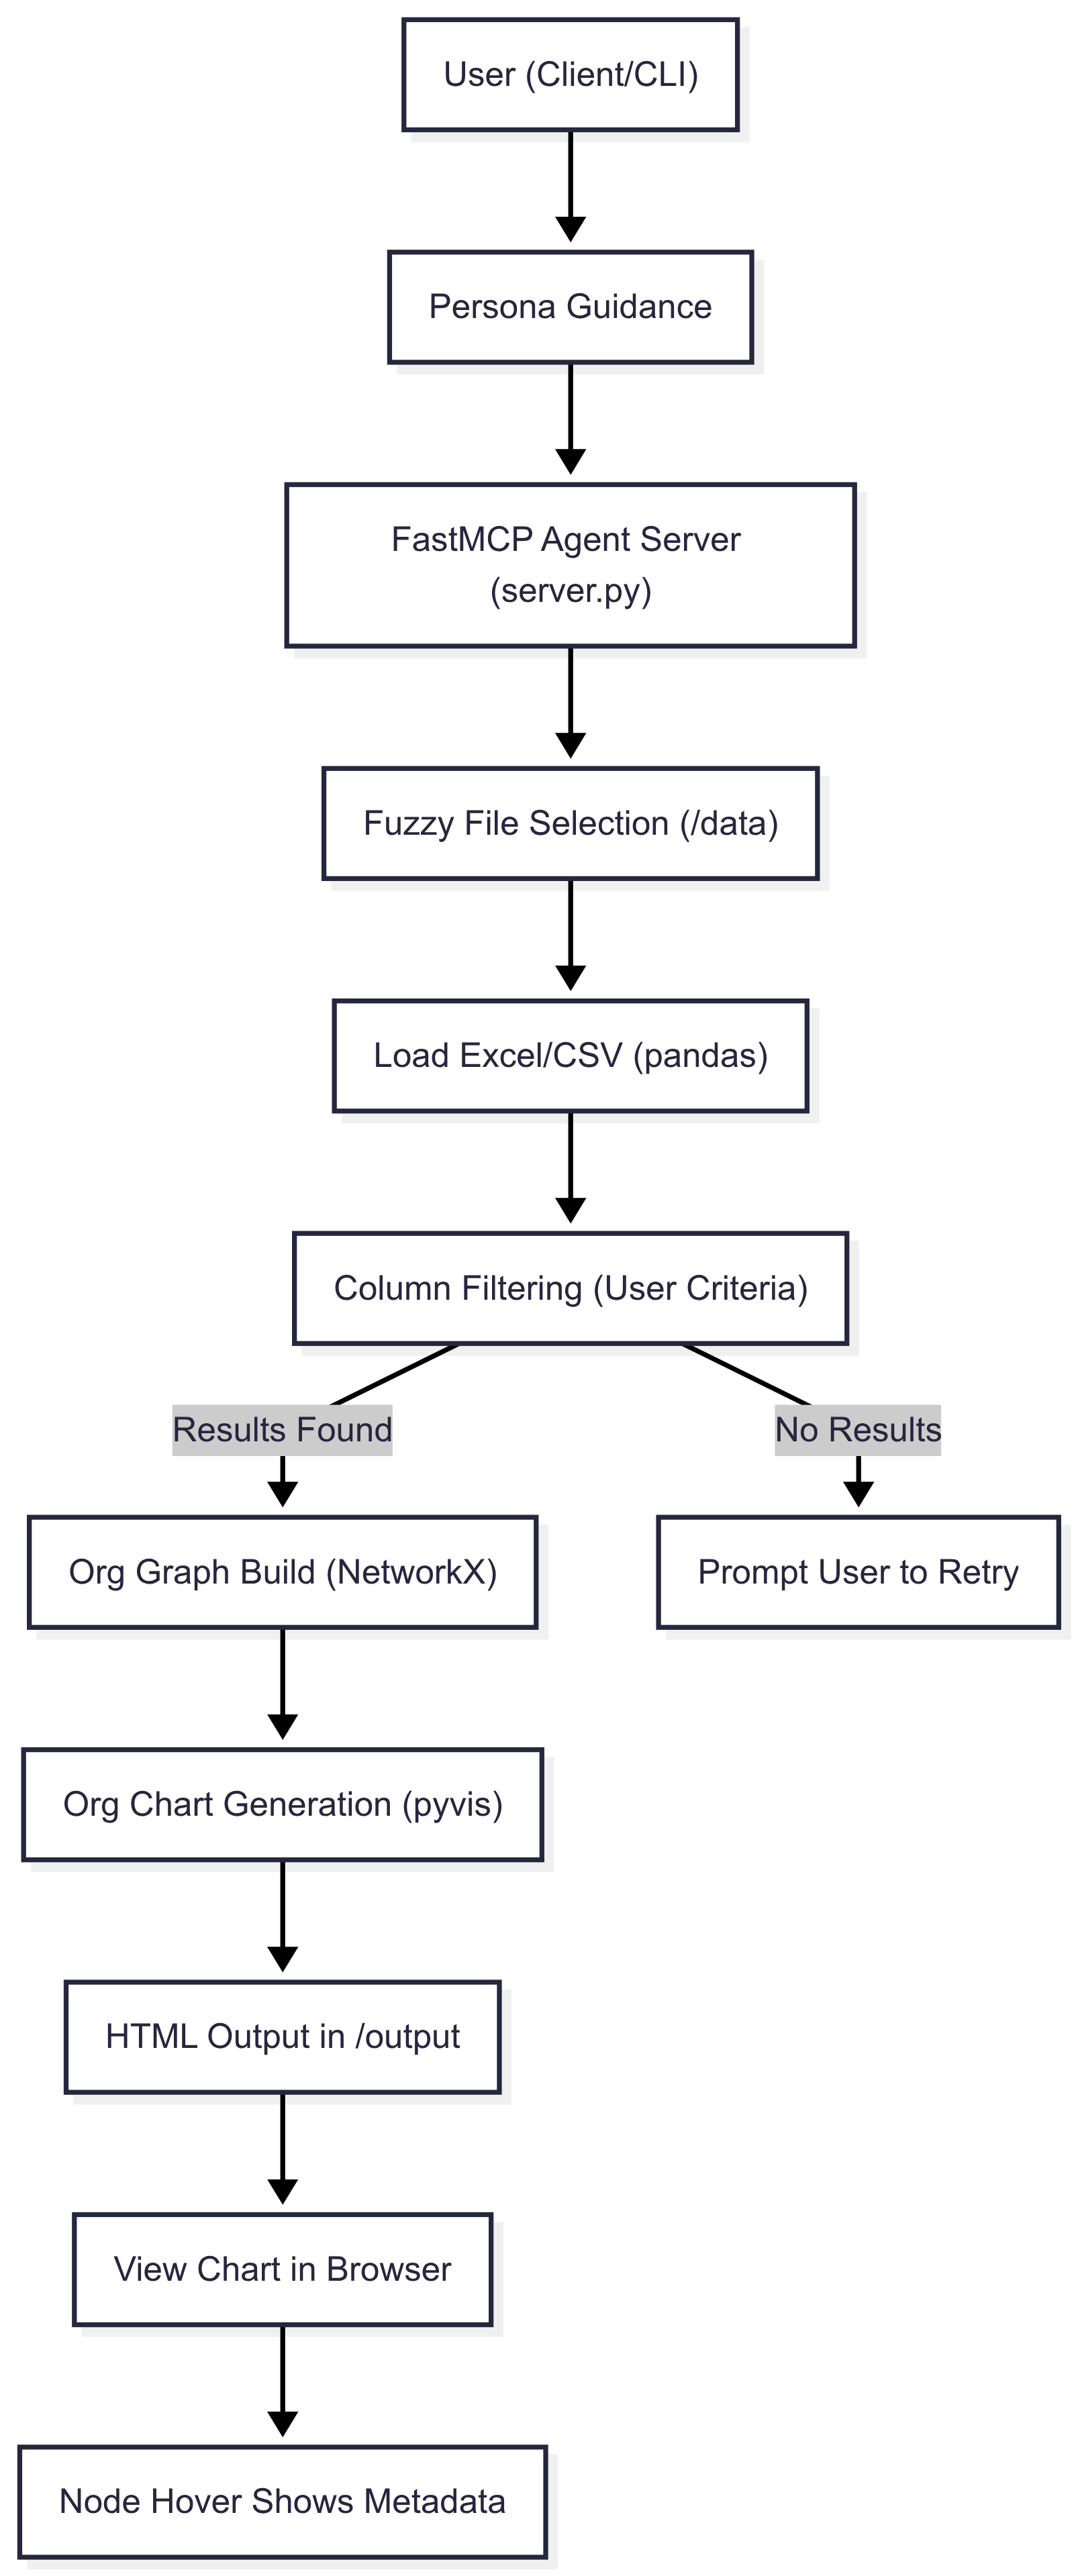 User (Client/CLI)
Persona Guidance
FastMCP Agent Server
(server.py)
Fuzzy File Selection (/data)
Load Excel/CSV (pandas)
Column Filtering (User Criteria)
Results Found
No Results
Org Graph Build (NetworkX)
Prompt User to Retry
Org Chart Generation (pyvis)
HTML Output in /output
View Chart in Browser
Node Hover Shows Metadata